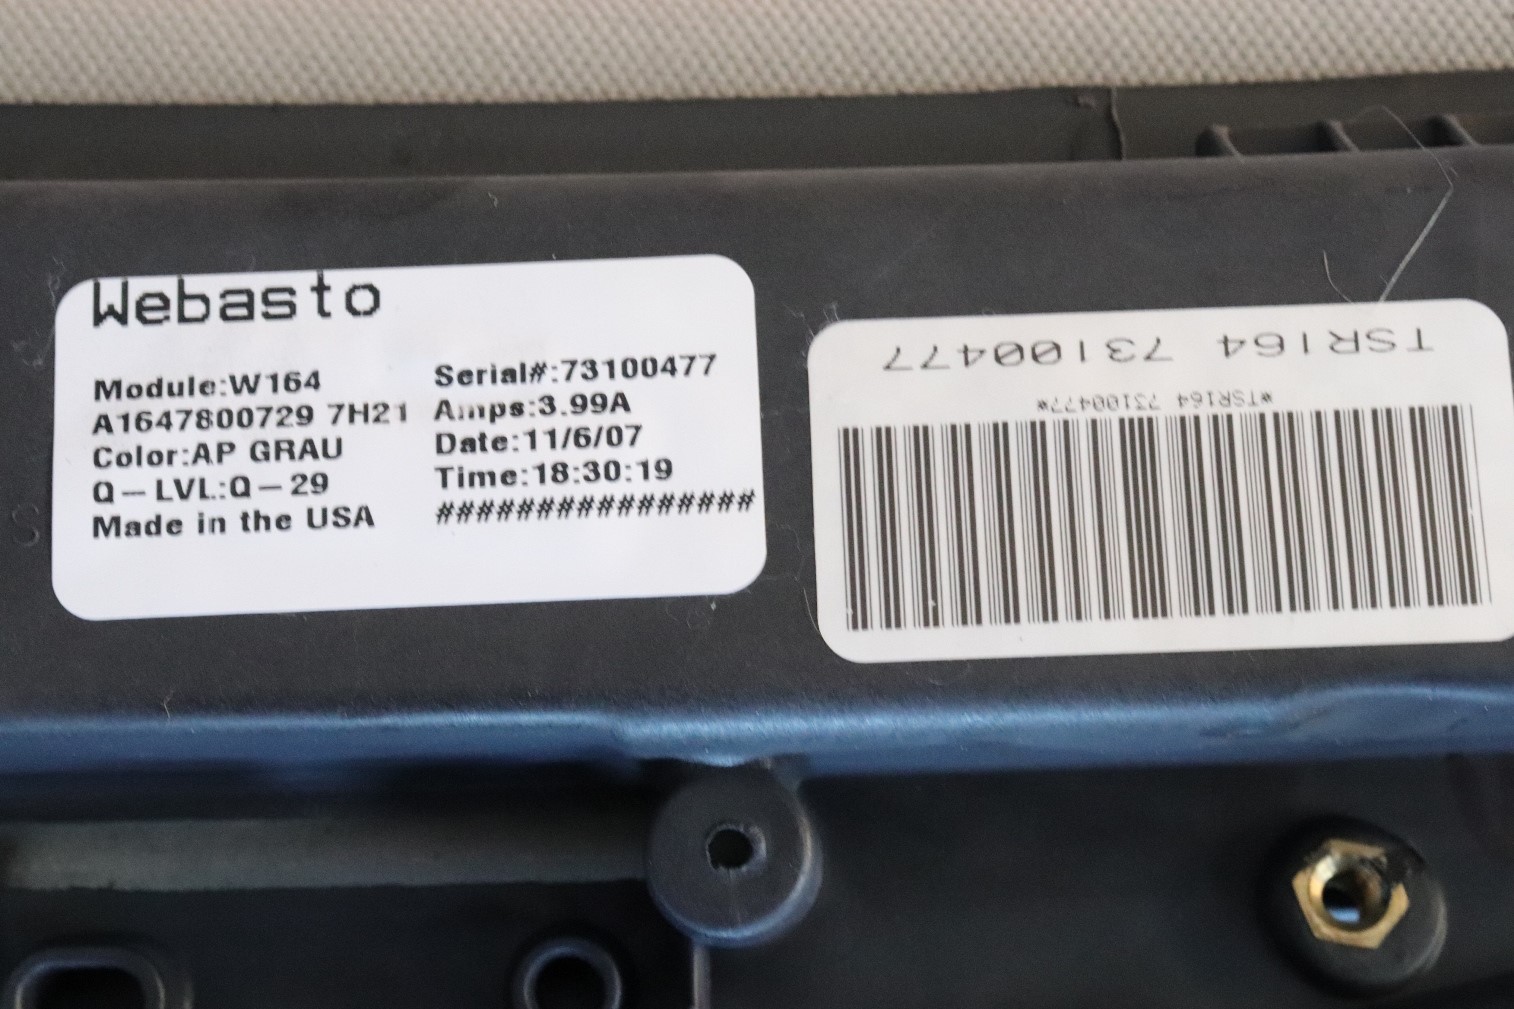 Webasto
Module:W164
A1647800729 7H21
Color:AP GRAU
Q-LVL:Q-29
Made in the USA
Serial#:73100477
Amps:3.99A
Date:11/6/07
Time:18:30:19
################
TSR164 73100477
*TSR164 73100477*